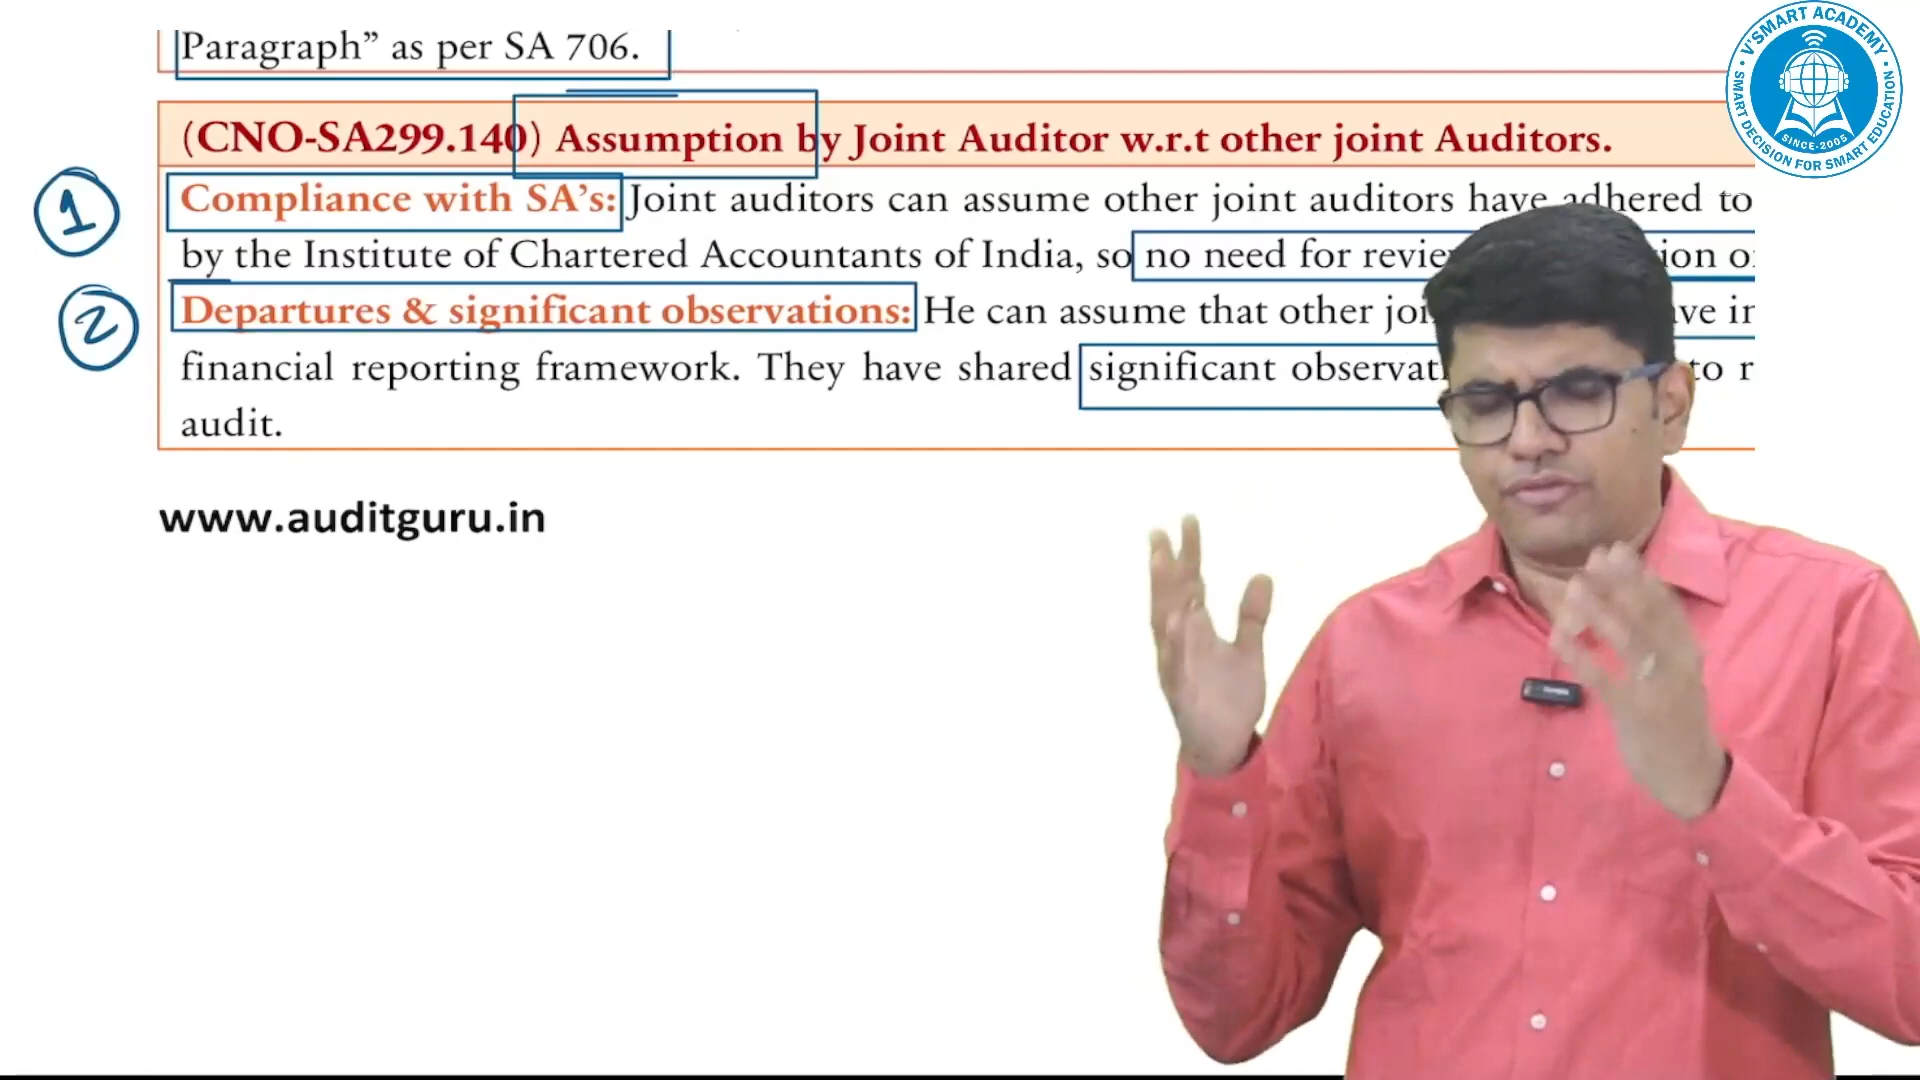 Paragraph” as per SA 706.
(CNO-SA299.140) Assumption by Joint Auditor w.r.t other joint Auditors.
1
Compliance with SA’s: Joint auditors can assume other joint auditors have adhered to
by the Institute of Chartered Accountants of India, so no need for
2
Departures & significant observations: He can assume that other
financial reporting framework. They have shared significant to
audit.
www.auditguru.in
V'SMART ACADEMY
SMART DECISION FOR SMART EDUCATION
SINCE-2005